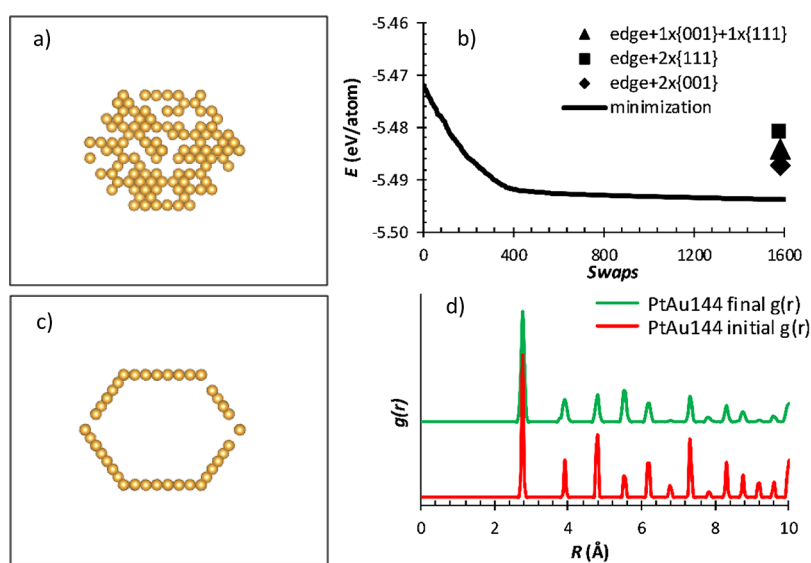 a)
b)
-5.46
-5.47
-5.48
-5.49
-5.50
E (eV/atom)
edge+1x{001}+1x{111}
edge+2x{111}
edge+2x{001}
minimization
0
400
800
1200
1600
Swaps
c)
d)
PtAu144 final g(r)
PtAu144 initial g(r)
g(r)
0
2
4
6
8
10
R (Å)